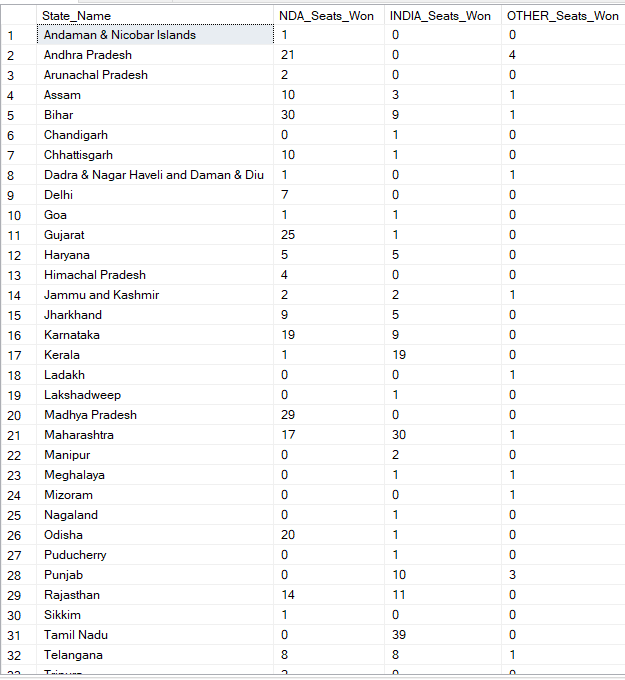 State_Name NDA_Seats_Won INDIA_Seats_Won OTHER_Seats_Won
1 Andaman & Nicobar Islands 1 0 0
2 Andhra Pradesh 21 0 4
3 Arunachal Pradesh 2 0 0
4 Assam 10 3 1
5 Bihar 30 9 1
6 Chandigarh 0 1 0
7 Chhattisgarh 10 1 0
8 Dadra & Nagar Haveli and Daman & Diu 1 0 1
9 Delhi 7 0 0
10 Goa 1 1 0
11 Gujarat 25 1 0
12 Haryana 5 5 0
13 Himachal Pradesh 4 0 0
14 Jammu and Kashmir 2 2 1
15 Jharkhand 9 5 0
16 Karnataka 19 9 0
17 Kerala 1 19 0
18 Ladakh 0 0 1
19 Lakshadweep 0 1 0
20 Madhya Pradesh 29 0 0
21 Maharashtra 17 30 1
22 Manipur 0 2 0
23 Meghalaya 0 1 1
24 Mizoram 0 0 1
25 Nagaland 0 1 0
26 Odisha 20 1 0
27 Puducherry 0 1 0
28 Punjab 0 10 3
29 Rajasthan 14 11 0
30 Sikkim 1 0 0
31 Tamil Nadu 0 39 0
32 Telangana 8 8 1